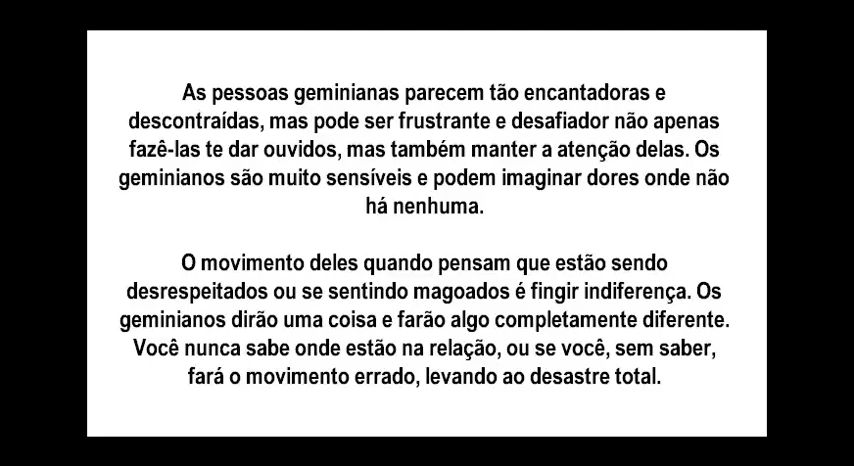 As pessoas geminianas parecem tão encantadoras e
descontraídas, mas pode ser frustrante e desafiador não apenas
fazê-las te dar ouvidos, mas também manter a atenção delas. Os
geminianos são muito sensíveis e podem imaginar dores onde não
há nenhuma.
O movimento deles quando pensam que estão sendo
desrespeitados ou se sentindo magoados é fingir indiferença. Os
geminianos dirão uma coisa e farão algo completamente diferente.
Você nunca sabe onde estão na relação, ou se você, sem saber,
fará o movimento errado, levando ao desastre total.